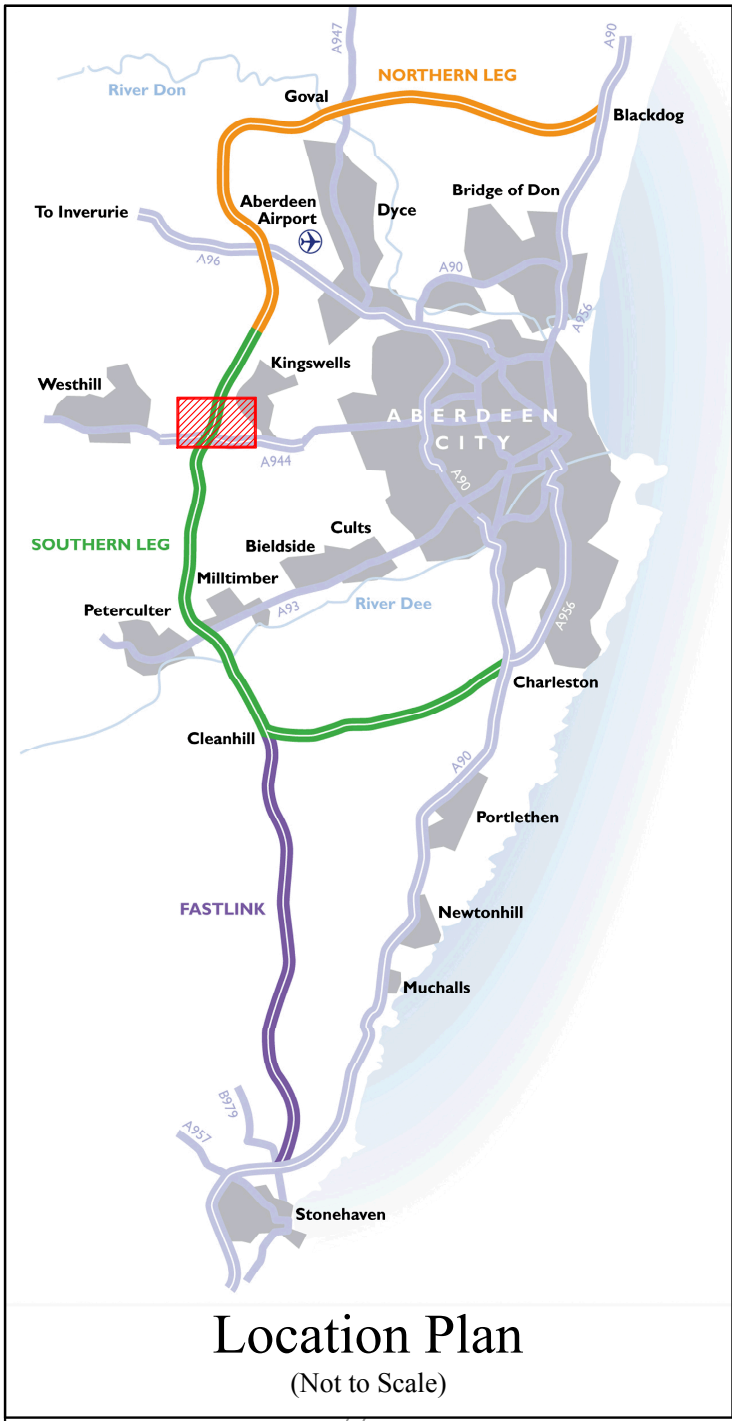 A947
A90
NORTHERN LEG
River Don
Goval
Blackdog
Bridge of Don
Aberdeen
Airport
To Inverurie
Dyce
A96
A90
A956
Kingswells
Westhill
ABERDEEN
CITY
A944
A90
SOUTHERN LEG
Cults
Bieldside
Milltimber
Peterculter
A93
River Dee
A956
Charleston
Cleanhill
A90
Portlethen
FASTLINK
Newtonhill
Muchalls
B979
A957
Stonehaven
Location Plan
(Not to Scale)